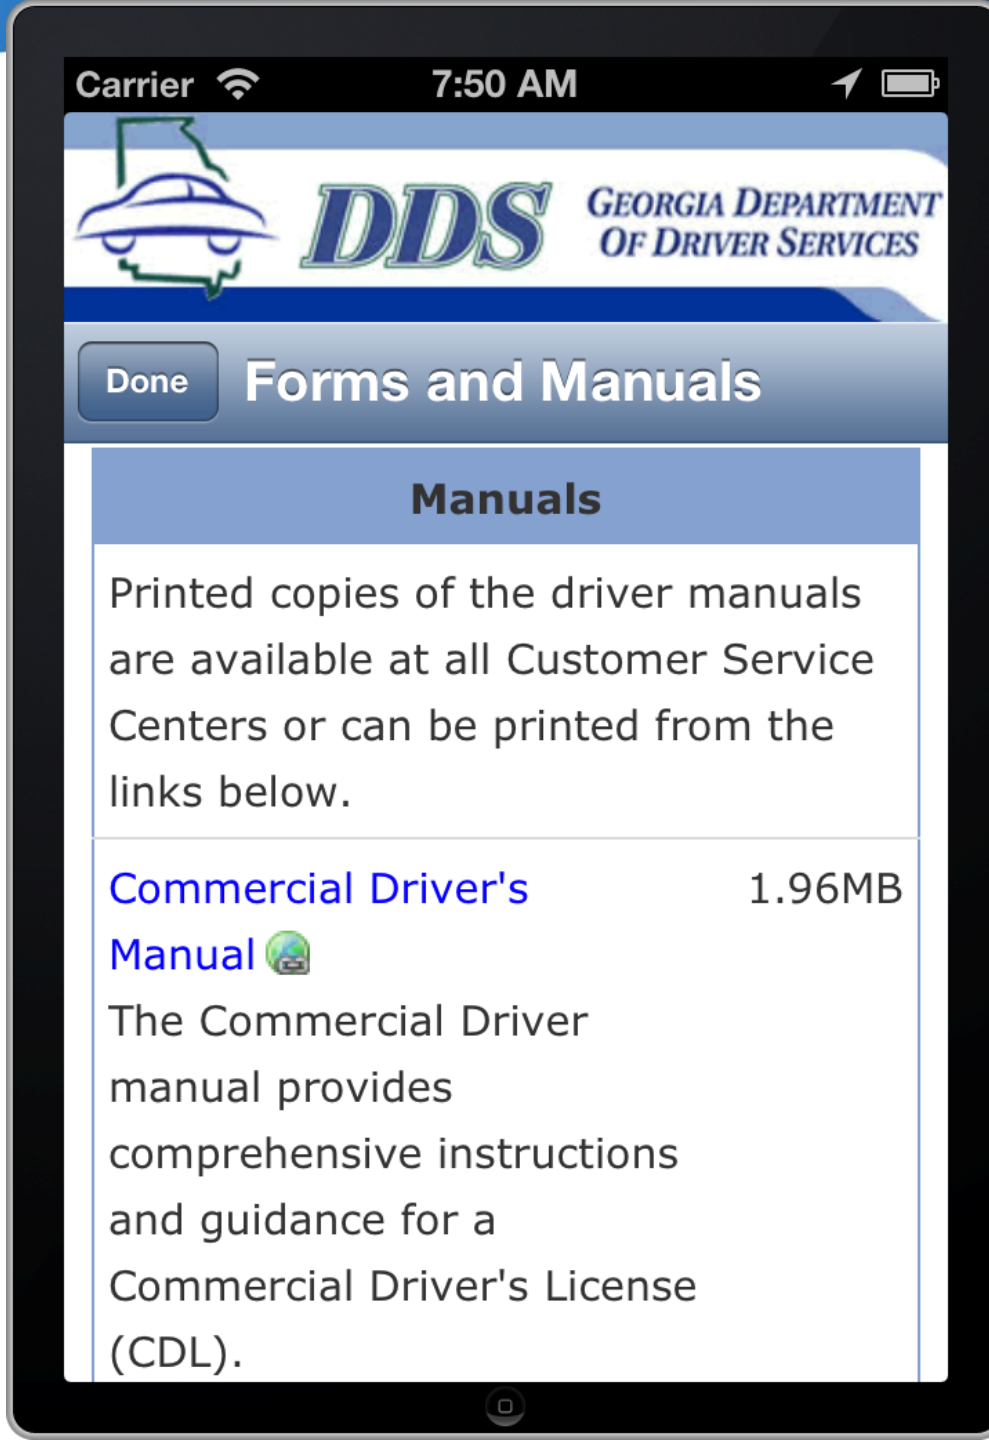 Carrier 7:50 AM
DDS GEORGIA DEPARTMENT
OF DRIVER SERVICES
Done Forms and Manuals
Manuals
Printed copies of the driver manuals
are available at all Customer Service
Centers or can be printed from the
links below.
Commercial Driver's 1.96MB
Manual
The Commercial Driver
manual provides
comprehensive instructions
and guidance for a
Commercial Driver's License
(CDL).